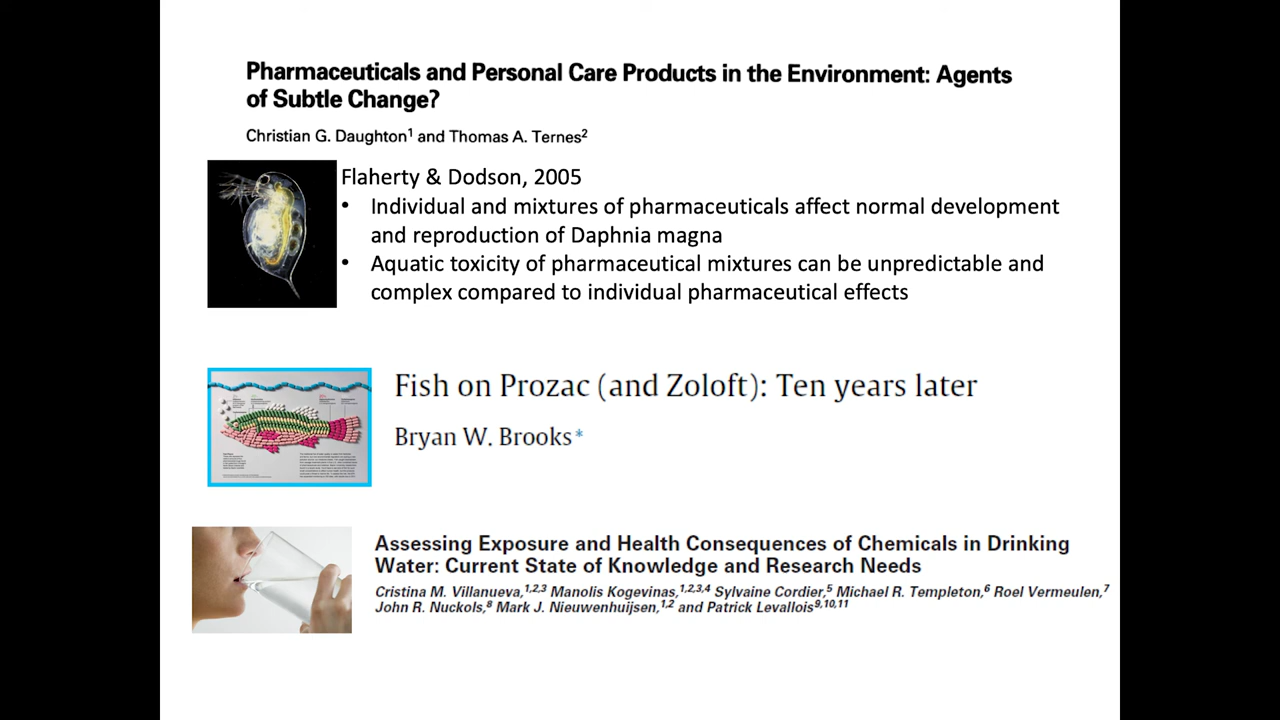 Pharmaceuticals and Personal Care Products in the Environment: Agents
of Subtle Change?
Christian G. Daughton1 and Thomas A. Ternes2
Flaherty & Dodson, 2005
• Individual and mixtures of pharmaceuticals affect normal development
and reproduction of Daphnia magna
• Aquatic toxicity of pharmaceutical mixtures can be unpredictable and
complex compared to individual pharmaceutical effects
Fish on Prozac (and Zoloft): Ten years later
Bryan W. Brooks*
Assessing Exposure and Health Consequences of Chemicals in Drinking
Water: Current State of Knowledge and Research Needs
Cristina M. Villanueva,1,2,3 Manolis Kogevinas,1,2,3,4 Sylvaine Cordier,5 Michael R. Templeton,6 Roel Vermeulen,7
John R. Nuckols,8 Mark J. Nieuwenhuijsen,1,2 and Patrick Levallois9,10,11